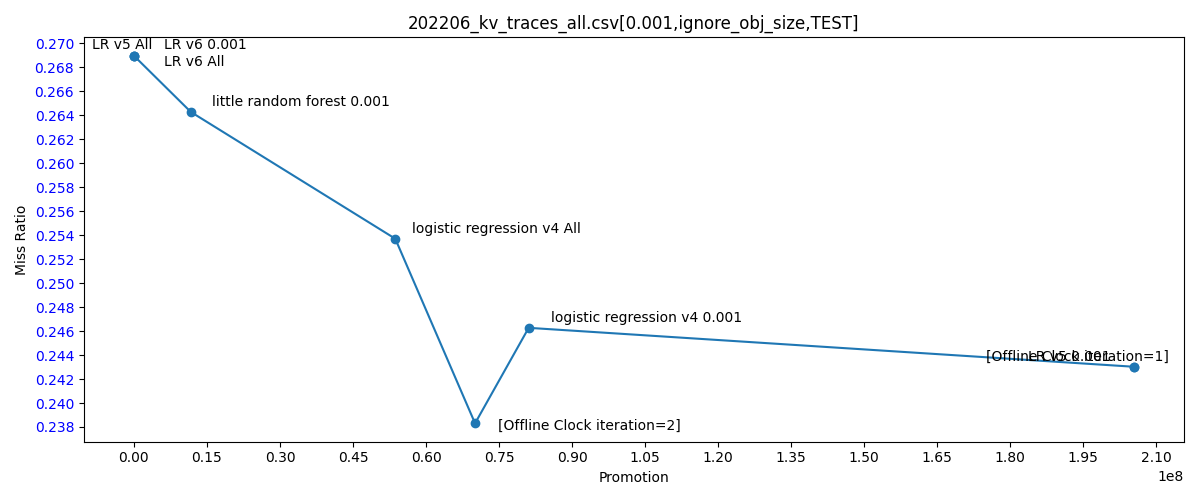 202206_kv_traces_all.csv[0.001,ignore_obj_size,TEST]
0.270
0.268
0.266
0.264
0.262
0.260
0.258
0.256
0.254
0.252
0.250
0.248
0.246
0.244
0.242
0.240
0.238
Miss Ratio
LR v5 All
LR v6 0.001
LR v6 All
little random forest 0.001
logistic regression v4 All
logistic regression v4 0.001
[Offline Clock iteration=1]
LR v5 0.001
[Offline Clock iteration=2]
0.00 0.15 0.30 0.45 0.60 0.75 0.90 1.05 1.20 1.35 1.50 1.65 1.80 1.95 2.10
1e8
Promotion